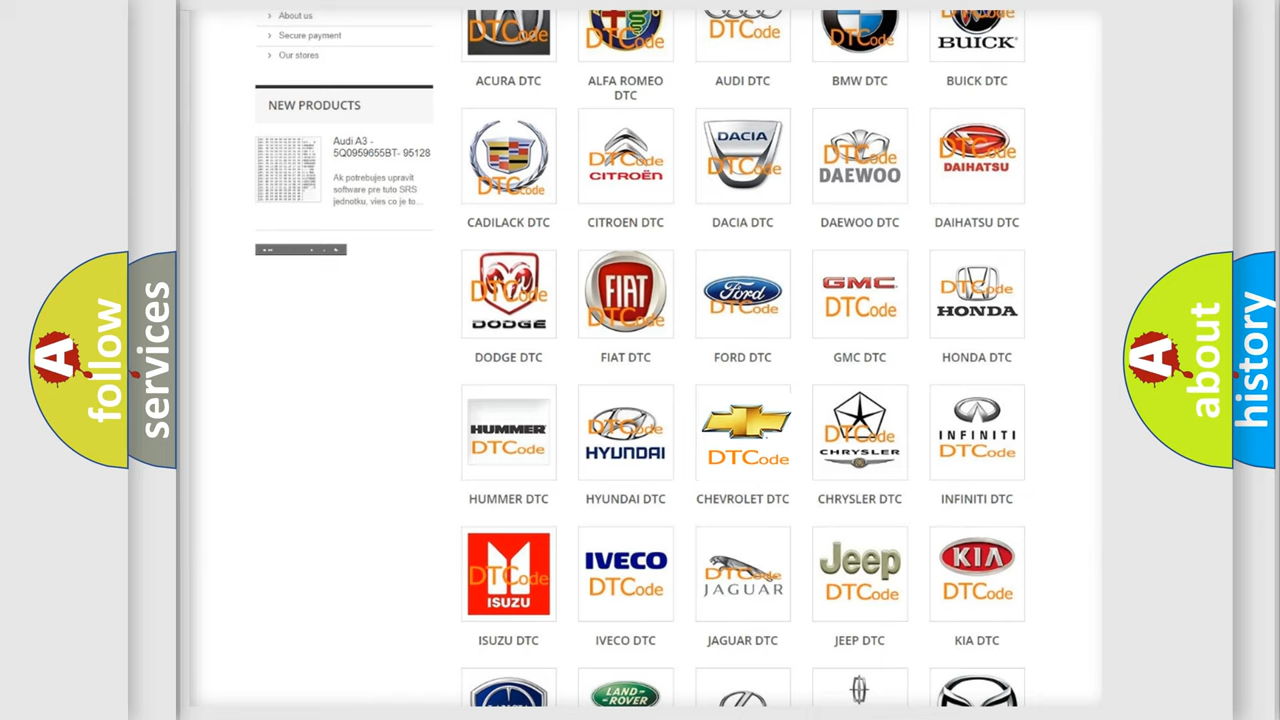 About us
Secure payment
Our stores
NEW PRODUCTS
Audi A3 -
5Q0959655BT- 95128
Ak potrebujes upravit
software pre tuto SRS
jednotku, vies co je to...
DTCode DTCode DTCode DTCode BUICK
ACURA DTC ALFA ROMEO DTC AUDI DTC BMW DTC BUICK DTC
DTCode
DTCode CITROËN
DACIA DTCode
DTCode DAEWOO
DTCode DAIHATSU
CADILACK DTC CITROEN DTC DACIA DTC DAEWOO DTC DAIHATSU DTC
DTCode DODGE
FIAT DTCode
Ford DTCode
GMC DTCode
DTCode HONDA
DODGE DTC FIAT DTC FORD DTC GMC DTC HONDA DTC
HUMMER DTCode
DTCode HYUNDAI
DTCode
DTCode CHRYSLER
INFINITI DTCode
HUMMER DTC HYUNDAI DTC CHEVROLET DTC CHRYSLER DTC INFINITI DTC
DTCode ISUZU
IVECO DTCode
DTCode JAGUAR
Jeep DTCode
KIA DTCode
ISUZU DTC IVECO DTC JAGUAR DTC JEEP DTC KIA DTC
LAND-
ROVER
A follow
services
A about
history